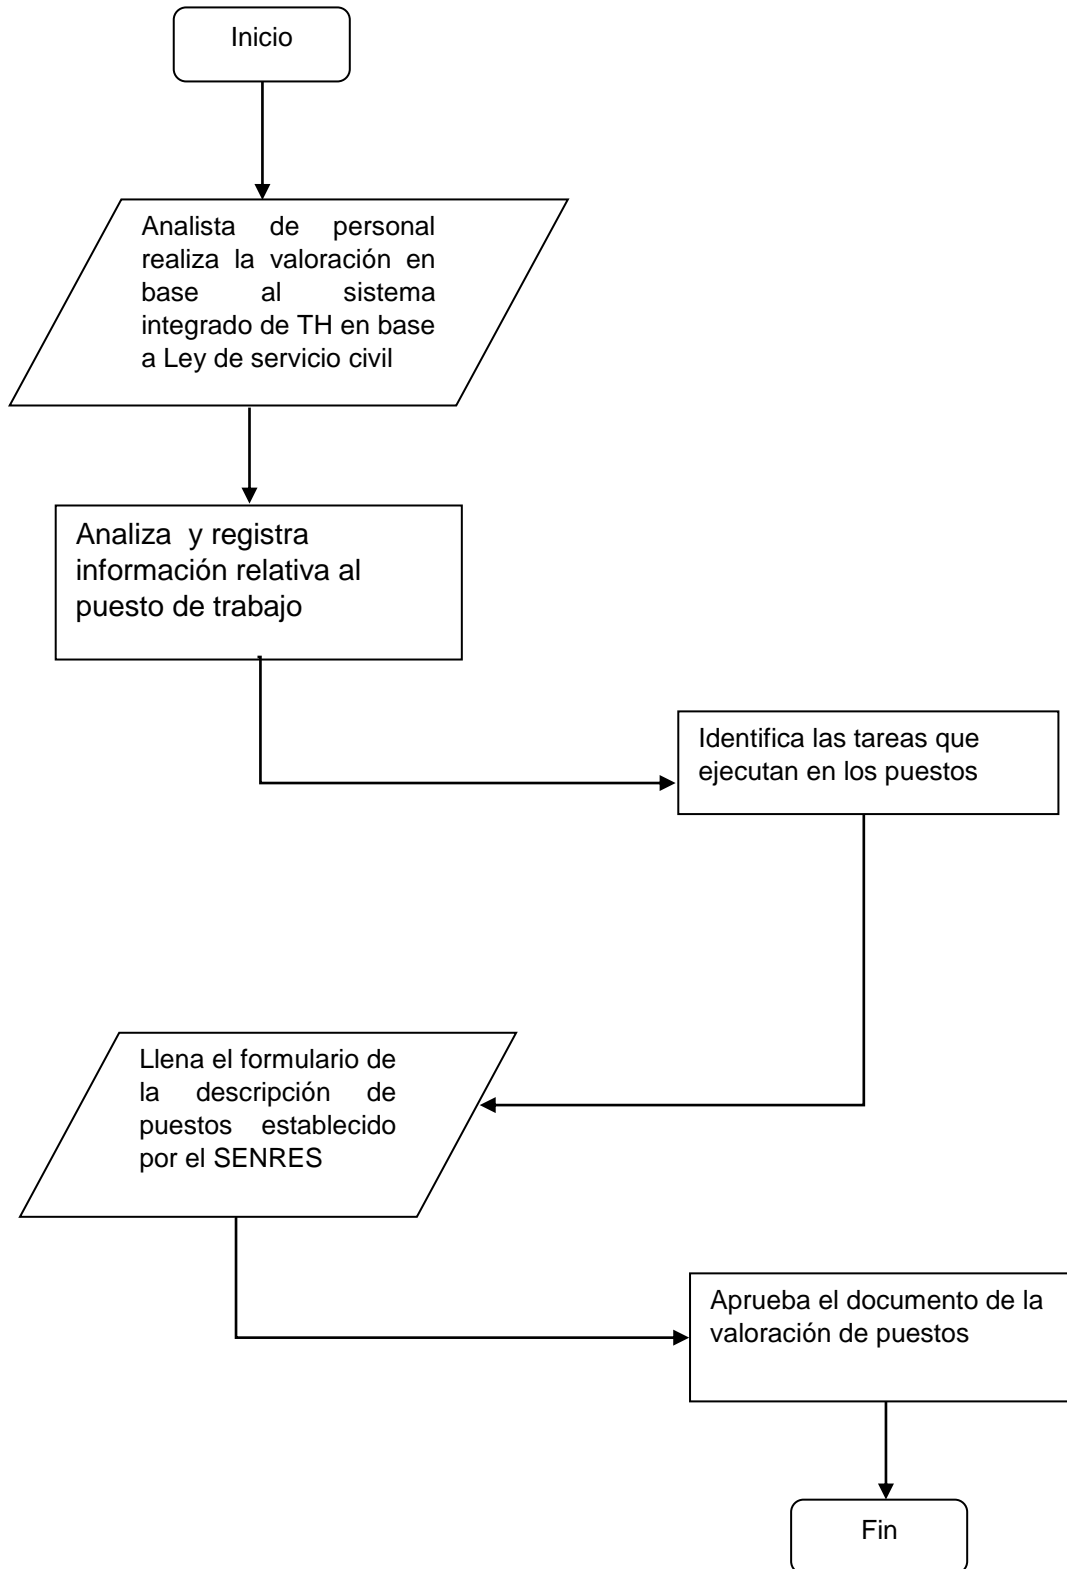 Inicio
Analista de personal
realiza la valoración en
base al sistema
integrado de TH en base
a Ley de servicio civil
Analiza y registra
información relativa al
puesto de trabajo
Identifica las tareas que
ejecutan en los puestos
Llena el formulario de
la descripción de
puestos establecido
por el SENRES
Aprueba el documento de la
valoración de puestos
Fin